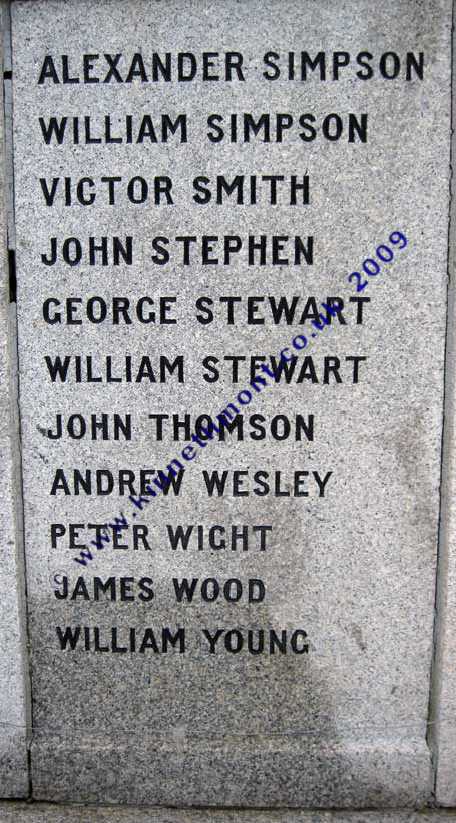 ALEXANDER SIMPSON
WILLIAM SIMPSON
VICTOR SMITH
JOHN STEPHEN
GEORGE STEWART
WILLIAM STEWART
JOHN THOMSON
ANDREW WESLEY
PETER WIGHT
JAMES WOOD
WILLIAM YOUNG
www.kinnethmont.co.uk 2009